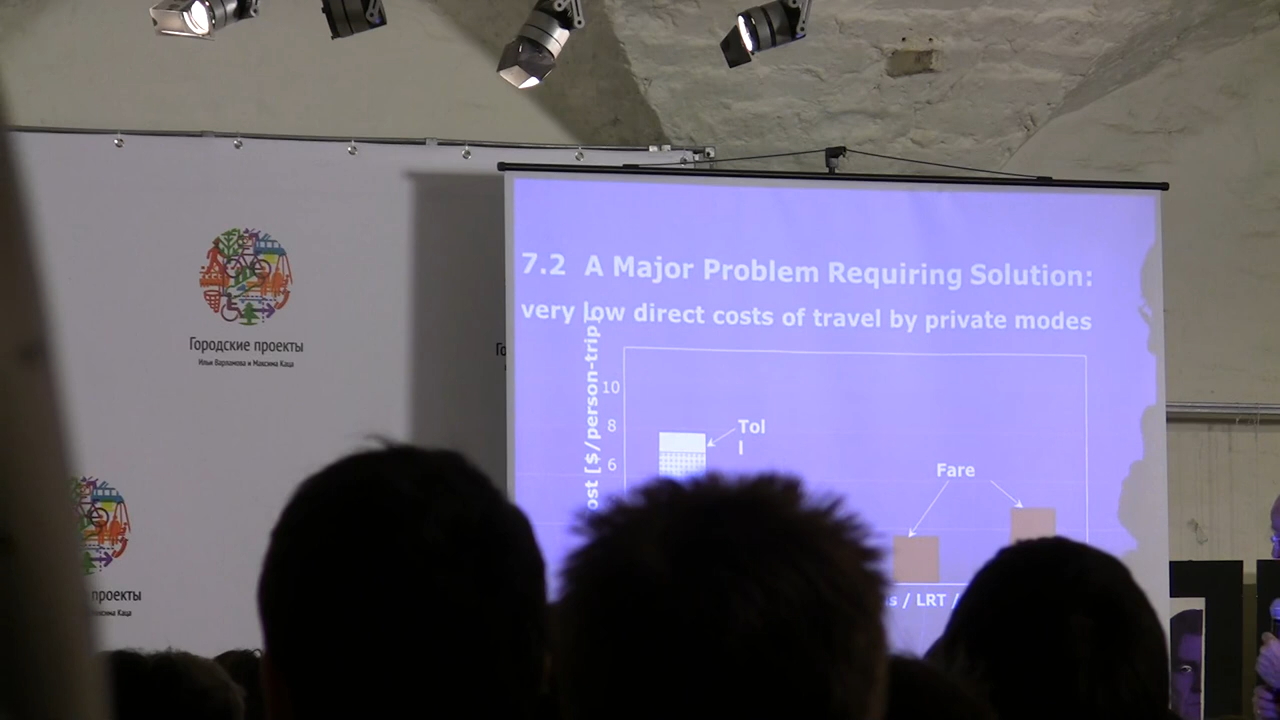 Городские проекты
Ильи Варламова и Максима Каца
проекты
7.2 A Major Problem Requiring Solution:
very low direct costs of travel by private modes
ost [$/person-trip]
10
8
6
Tol
l
Fare
/ LRT /